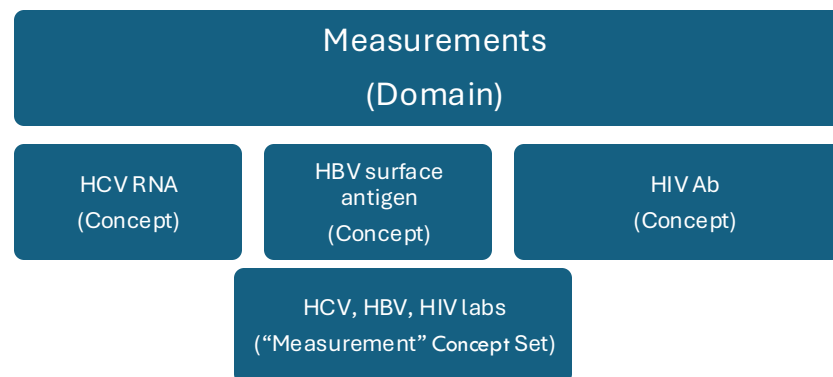 Measurements
(Domain)
HCV RNA
(Concept)
HBV surface
antigen
(Concept)
HIV Ab
(Concept)
HCV, HBV, HIV labs
(“Measurement” Concept Set)